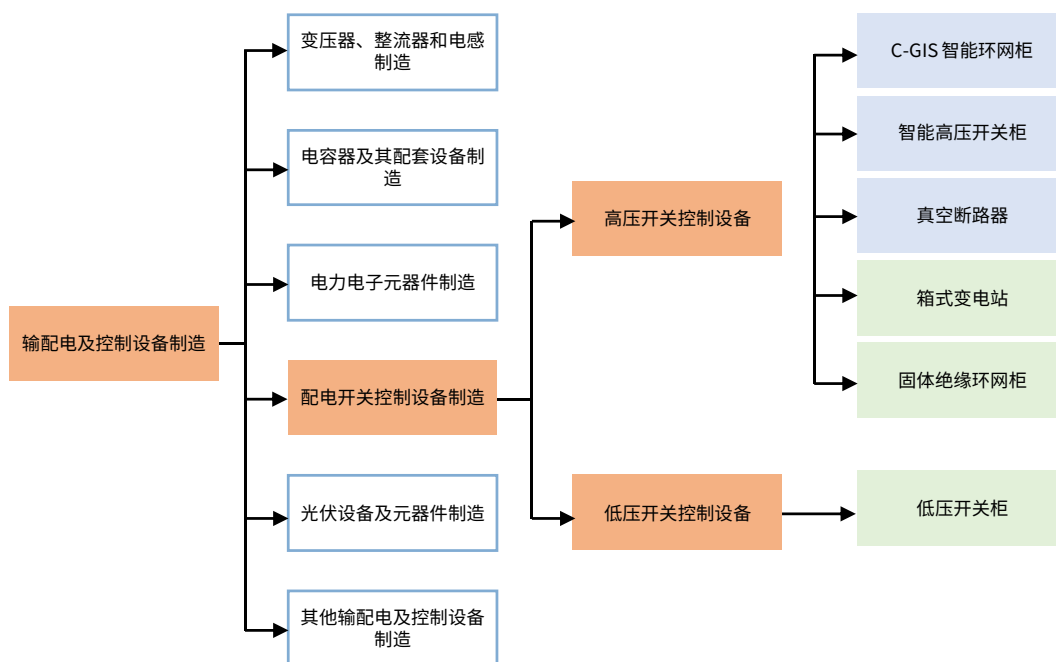 变压器、整流器和电感
制造
电容器及其配套设备制
造
电力电子元器件制造
输配电及控制设备制造
配电开关控制设备制造
光伏设备及元器件制造
其他输配电及控制设备
制造
高压开关控制设备
低压开关控制设备
C-GIS 智能环网柜
智能高压开关柜
真空断路器
箱式变电站
固体绝缘环网柜
低压开关柜